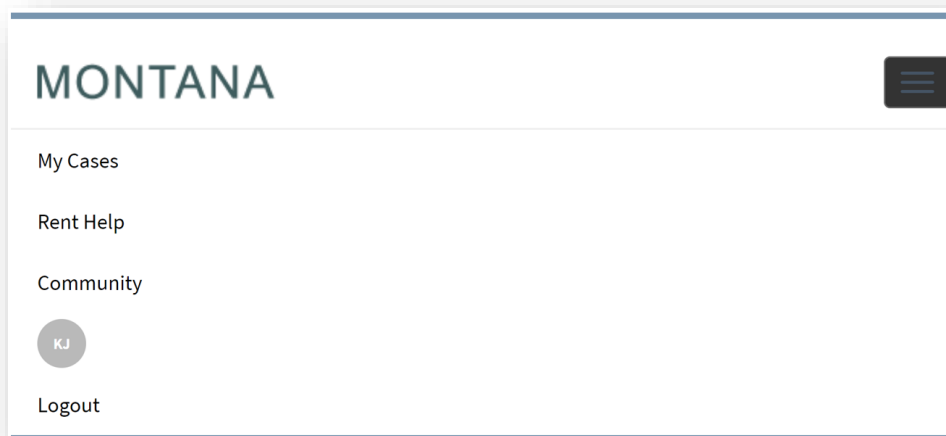 MONTANA
My Cases
Rent Help
Community
KJ
Logout